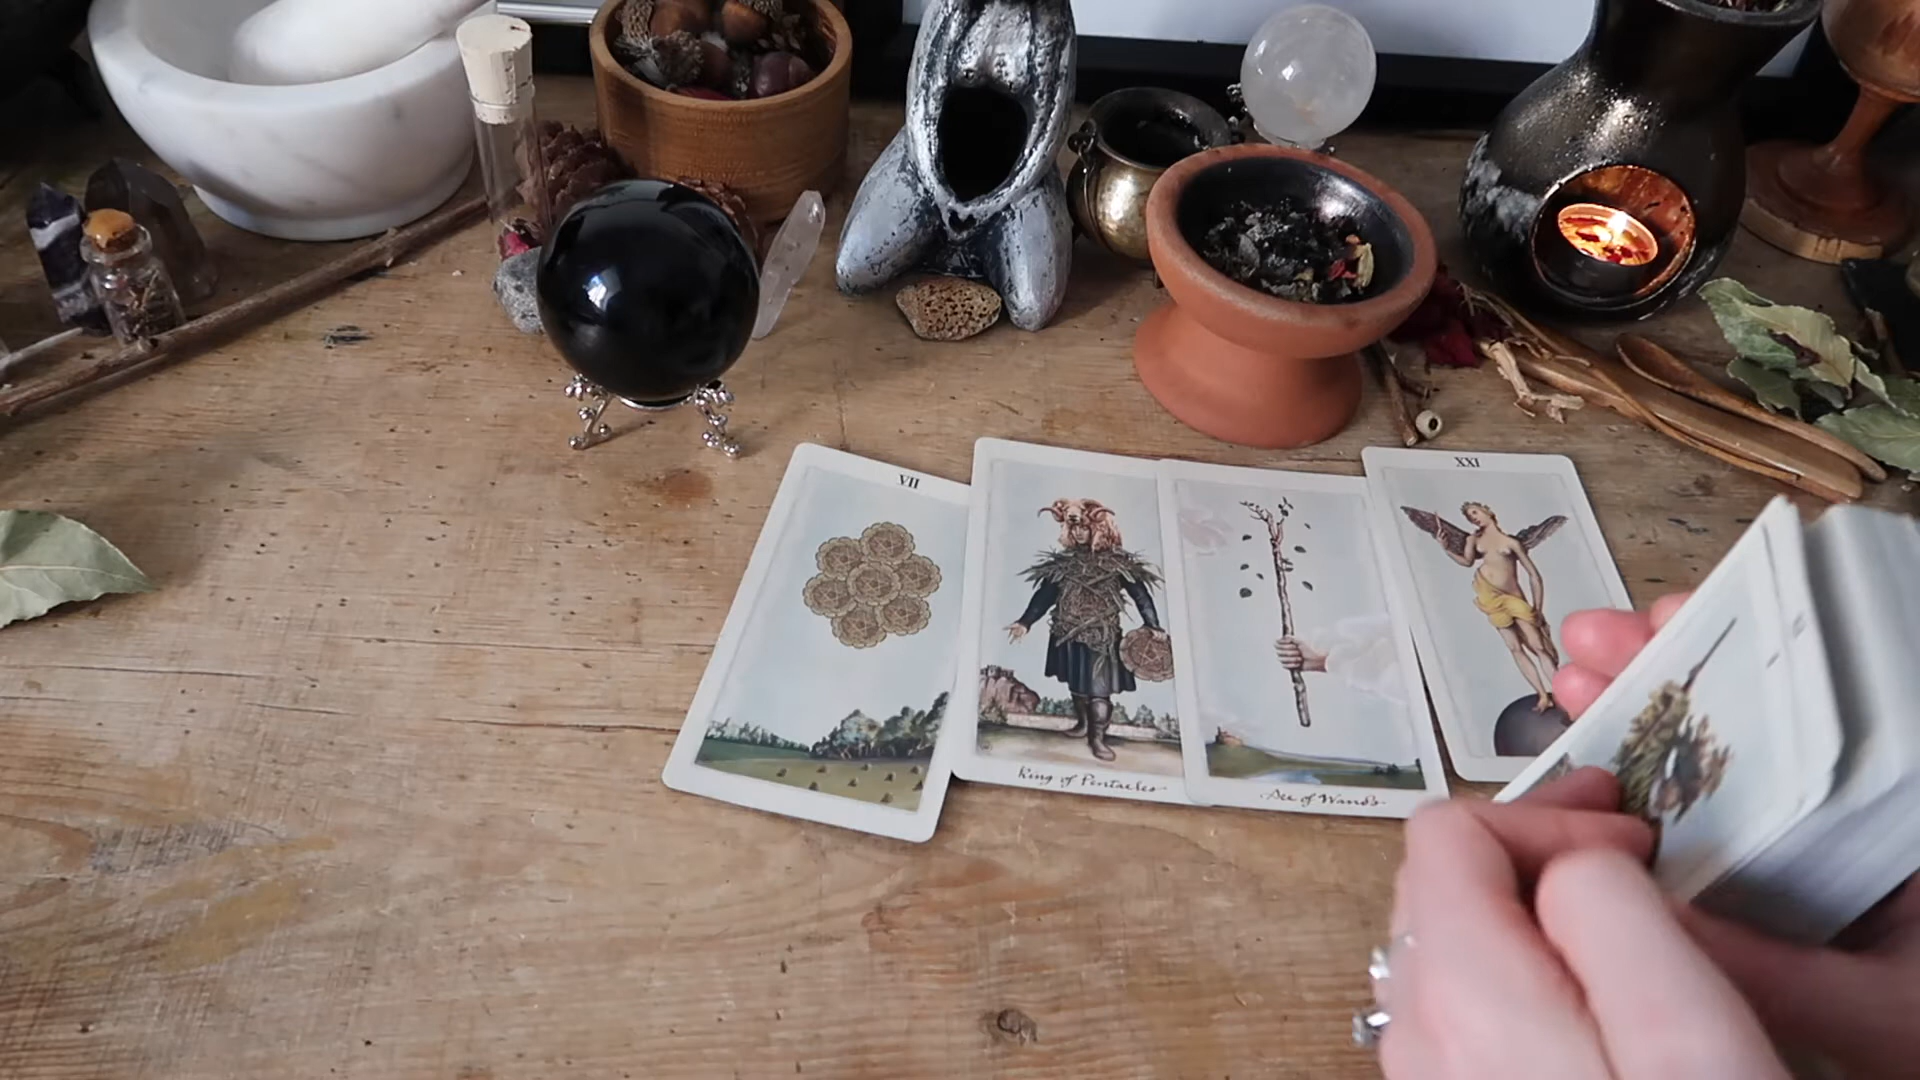 VII
King of Pentacles
Ace of Wands
XXI